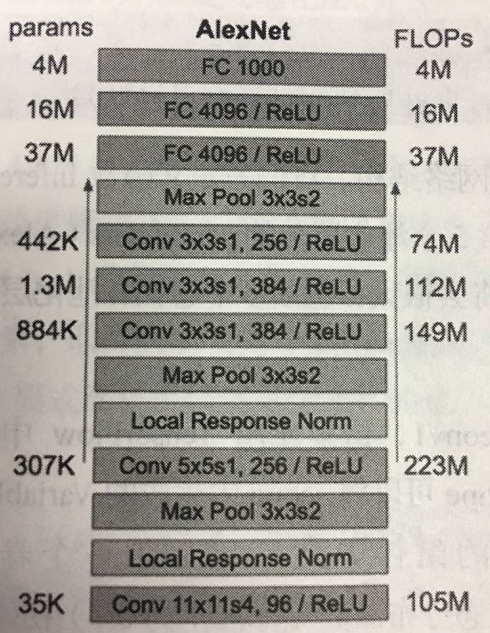 params AlexNet FLOPs
4M FC 1000 4M
16M FC 4096 / ReLU 16M
37M FC 4096 / ReLU 37M
Max Pool 3x3s2
442K Conv 3x3s1, 256 / ReLU 74M
1.3M Conv 3x3s1, 384 / ReLU 112M
884K Conv 3x3s1, 384 / ReLU 149M
Max Pool 3x3s2
Local Response Norm
307K Conv 5x5s1, 256 / ReLU 223M
Max Pool 3x3s2
Local Response Norm
35K Conv 11x11s4, 96 / ReLU 105M